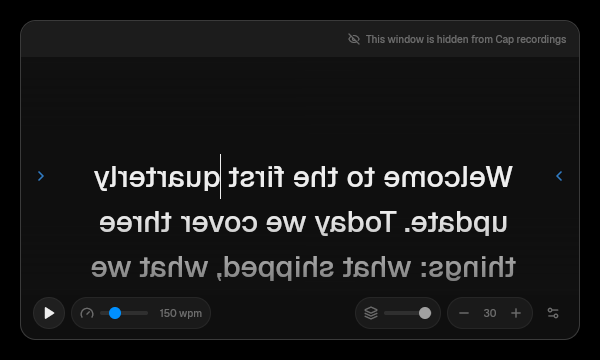 This window is hidden from Cap recordings
Welcome to the first quarterly
update. Today we cover three
things: what shipped, what we
150 wpm
30